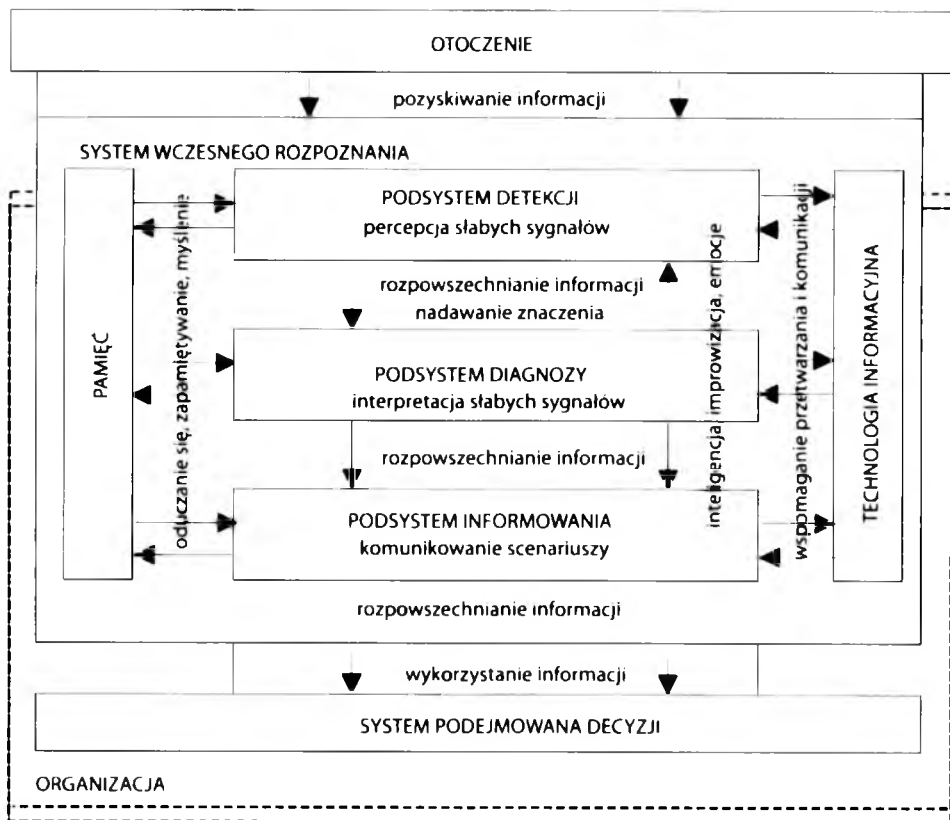 OTOCZENIE
pozyskiwanie informacji
SYSTEM WCZESNEGO ROZPOZNANIA
PAMIĘĆ
oduczanie się, zapamiętywanie, myślenie
PODSYSTEM DETEKCJI
percepcja słabych sygnałów
rozpowszechnianie informacji
nadawanie znaczenia
PODSYSTEM DIAGNOZY
interpretacja słabych sygnałów
rozpowszechnianie informacji
PODSYSTEM INFORMOWANIA
komunikowanie scenariuszy
rozpowszechnianie informacji
inteligencja, improwizacja, emocje
wspomaganie przetwarzania i komunikacji
TECHNOLOGIA INFORMACYJNA
wykorzystanie informacji
SYSTEM PODEJMOWANA DECYZJI
ORGANIZACJA